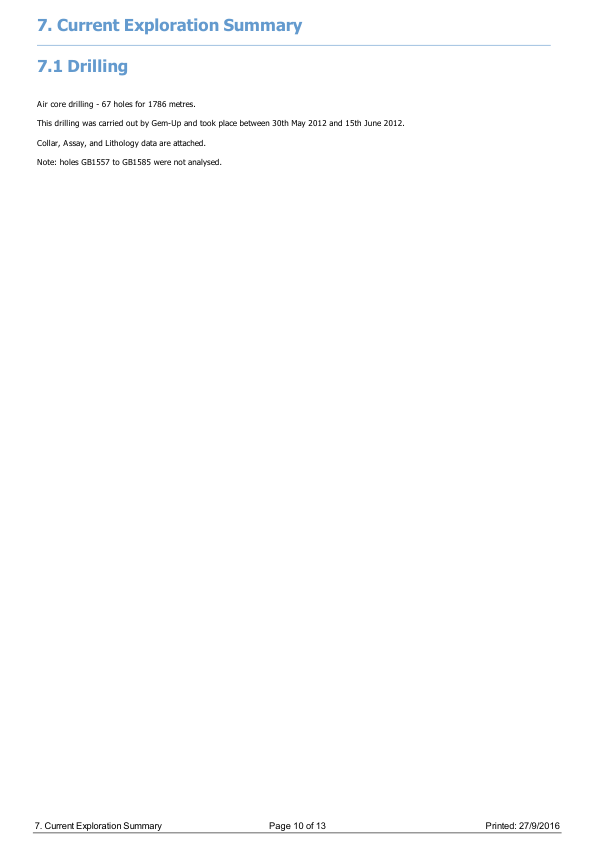 7. Current Exploration Summary
7.1 Drilling
Air core drilling - 67 holes for 1786 metres.
This drilling was carried out by Gem-Up and took place between 30th May 2012 and 15th June 2012.
Collar, Assay, and Lithology data are attached.
Note: holes GB1557 to GB1585 were not analysed.
7. Current Exploration Summary Page 10 of 13 Printed: 27/9/2016